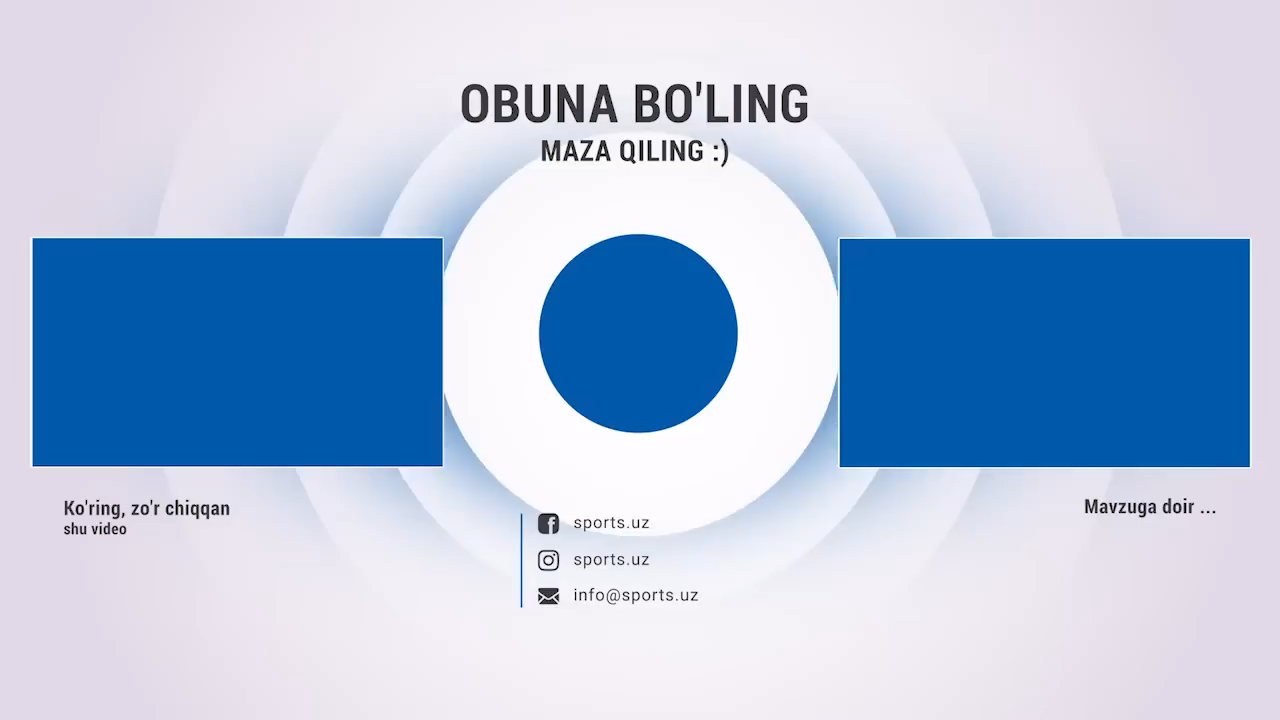 OBUNA BO'LING
MAZA QILING :)
Ko'ring, zo'r chiqqan
shu video
Mavzuga doir ...
sports.uz
sports.uz
info@sports.uz